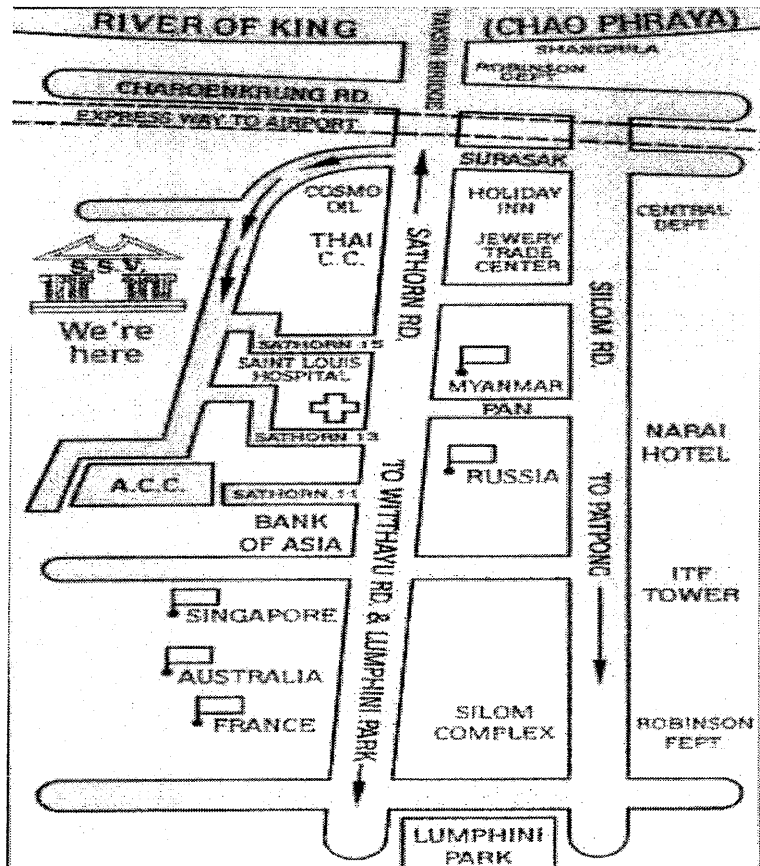 RIVER OF KING (CHAO PHRAYA)
TAKSIN BRIDGE
SHANGRILA
ROBINSON
DEPT
CHAROENKRUNG RD.
EXPRESS WAY TO AIRPORT
SURASAK
COSMO
OIL
HOLIDAY
INN
CENTRAL
DEPT
THAI
C.C.
JEWERY
TRADE
CENTER
SATHORN RD.
SILOM RD.
S.S.V.
We're
here
SATHORN 15
SAINT LOUIS
HOSPITAL
MYANMAR
PAN
SATHORN 13
NARAI
HOTEL
A.C.C.
SATHORN 11
RUSSIA
BANK
OF ASIA
TO WITTHAYU RD. & LUMPHINI PARK
TO PATPONG
ITF
TOWER
SINGAPORE
AUSTRALIA
FRANCE
SILOM
COMPLEX
ROBINSON
FEPT
LUMPHINI
PARK